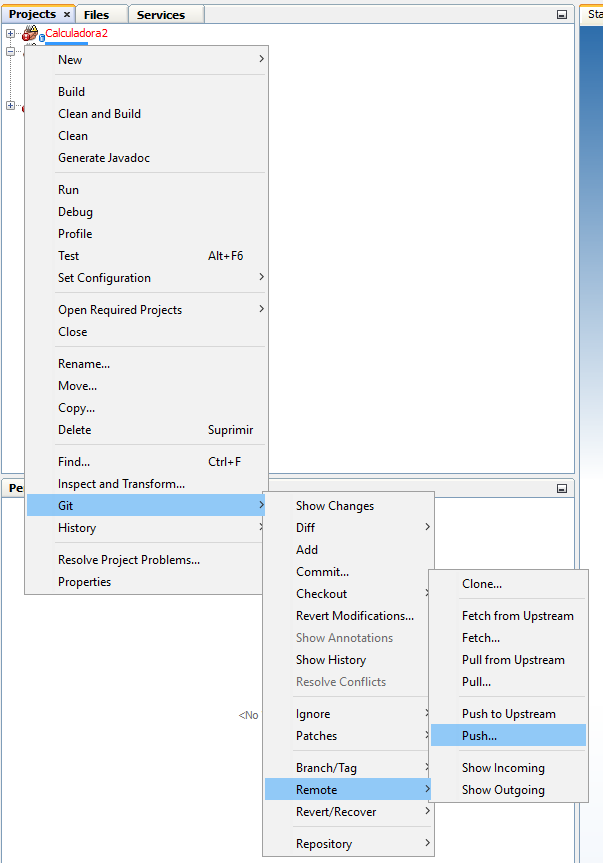 Projects × Files Services
Sta
Calculadora2
New
Build
Clean and Build
Clean
Generate Javadoc
Run
Debug
Profile
Test Alt+F6
Set Configuration
Open Required Projects
Close
Rename...
Move...
Copy...
Delete Suprimir
Find... Ctrl+F
Inspect and Transform...
Git
History
Resolve Project Problems...
Properties
Pe
<No
Show Changes
Diff
Add
Commit...
Checkout
Revert Modifications...
Show Annotations
Show History
Resolve Conflicts
Ignore
Patches
Branch/Tag
Remote
Revert/Recover
Repository
Clone...
Fetch from Upstream
Fetch...
Pull from Upstream
Pull...
Push to Upstream
Push...
Show Incoming
Show Outgoing